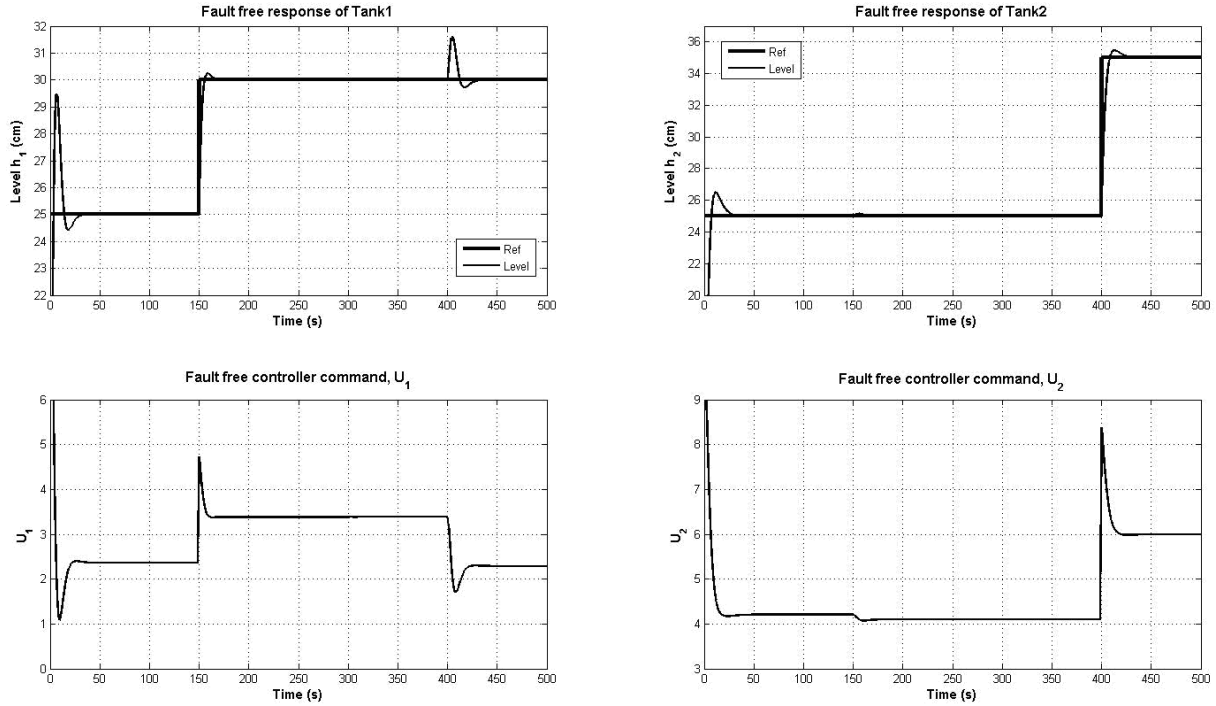 Fault free response of Tank1
32
31
30
29
28
27
26
25
24
23
22
Level h1 (cm)
Ref
Level
0 50 100 150 200 250 300 350 400 450 500
Time (s)
Fault free response of Tank2
36
34
32
30
28
26
24
22
20
Level h2 (cm)
Ref
Level
0 50 100 150 200 250 300 350 400 450 500
Time (s)
Fault free controller command, U1
6
5
4
3
2
1
0
U1
0 50 100 150 200 250 300 350 400 450 500
Time (s)
Fault free controller command, U2
9
8
7
6
5
4
3
U2
0 50 100 150 200 250 300 350 400 450 500
Time (s)